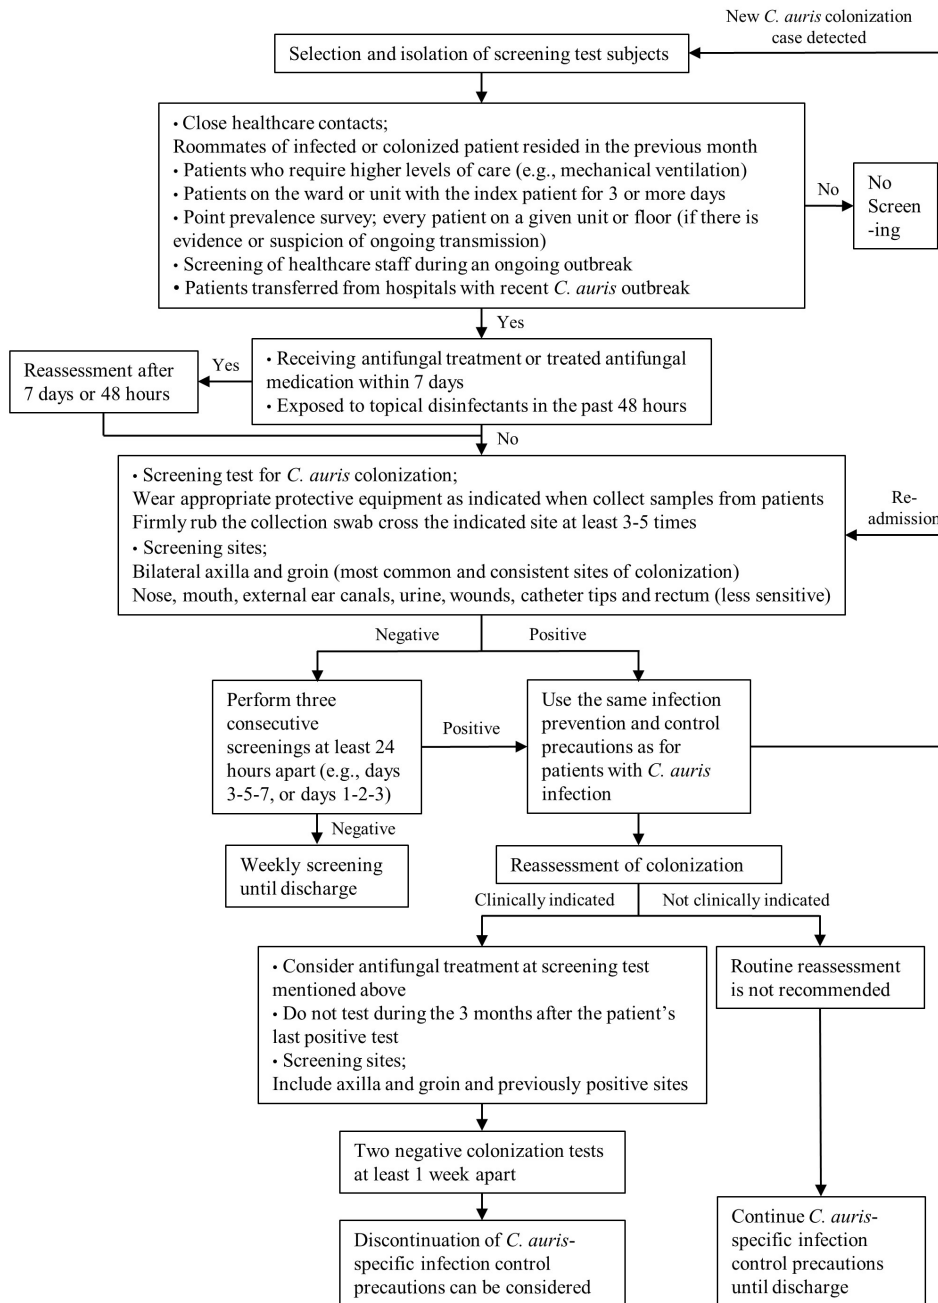 New C. auris colonization
case detected
Selection and isolation of screening test subjects
• Close healthcare contacts;
Roommates of infected or colonized patient resided in the previous month
• Patients who require higher levels of care (e.g., mechanical ventilation)
• Patients on the ward or unit with the index patient for 3 or more days
• Point prevalence survey; every patient on a given unit or floor (if there is
evidence or suspicion of ongoing transmission)
• Screening of healthcare staff during an ongoing outbreak
• Patients transferred from hospitals with recent C. auris outbreak
No
No
Screen
-ing
Yes
• Receiving antifungal treatment or treated antifungal
medication within 7 days
• Exposed to topical disinfectants in the past 48 hours
Yes
Reassessment after
7 days or 48 hours
No
• Screening test for C. auris colonization;
Wear appropriate protective equipment as indicated when collect samples from patients
Firmly rub the collection swab cross the indicated site at least 3-5 times
• Screening sites;
Bilateral axilla and groin (most common and consistent sites of colonization)
Nose, mouth, external ear canals, urine, wounds, catheter tips and rectum (less sensitive)
Re-
admission
Negative
Positive
Perform three
consecutive
screenings at least 24
hours apart (e.g., days
3-5-7, or days 1-2-3)
Positive
Use the same infection
prevention and control
precautions as for
patients with C. auris
infection
Negative
Weekly screening
until discharge
Reassessment of colonization
Clinically indicated
Not clinically indicated
• Consider antifungal treatment at screening test
mentioned above
• Do not test during the 3 months after the patient's
last positive test
• Screening sites;
Include axilla and groin and previously positive sites
Routine reassessment
is not recommended
Two negative colonization tests
at least 1 week apart
Discontinuation of C. auris-
specific infection control
precautions can be considered
Continue C. auris-
specific infection
control precautions
until discharge